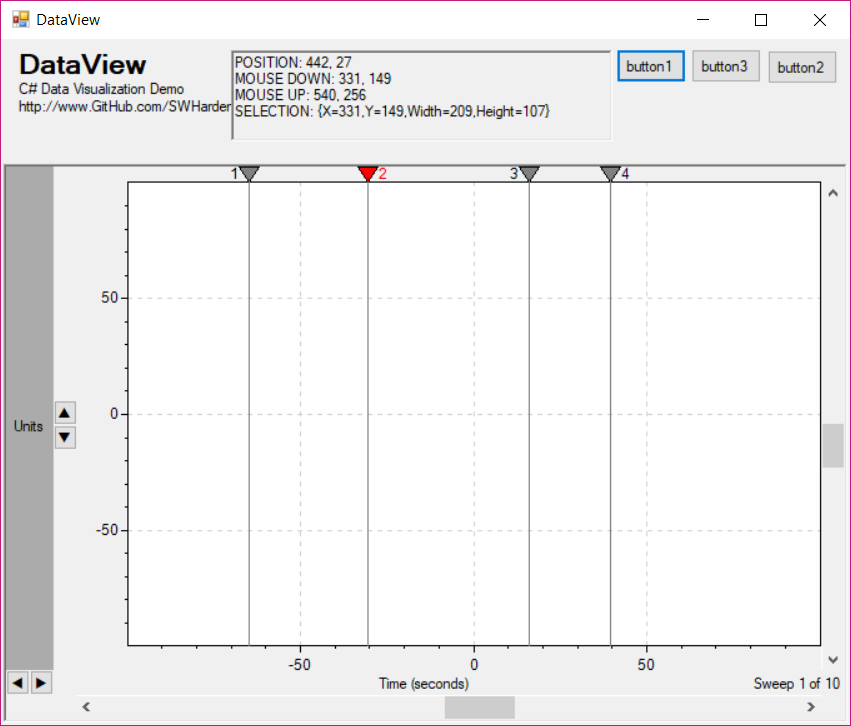 DataView
DataView
C# Data Visualization Demo
http://www.GitHub.com/SWHarder
POSITION: 442, 27
MOUSE DOWN: 331, 149
MOUSE UP: 540, 256
SELECTION: {X=331,Y=149,Width=209,Height=107}
button1
button3
button2
1
2
3
4
50
0
-50
Units
-50
0
50
Time (seconds)
Sweep 1 of 10